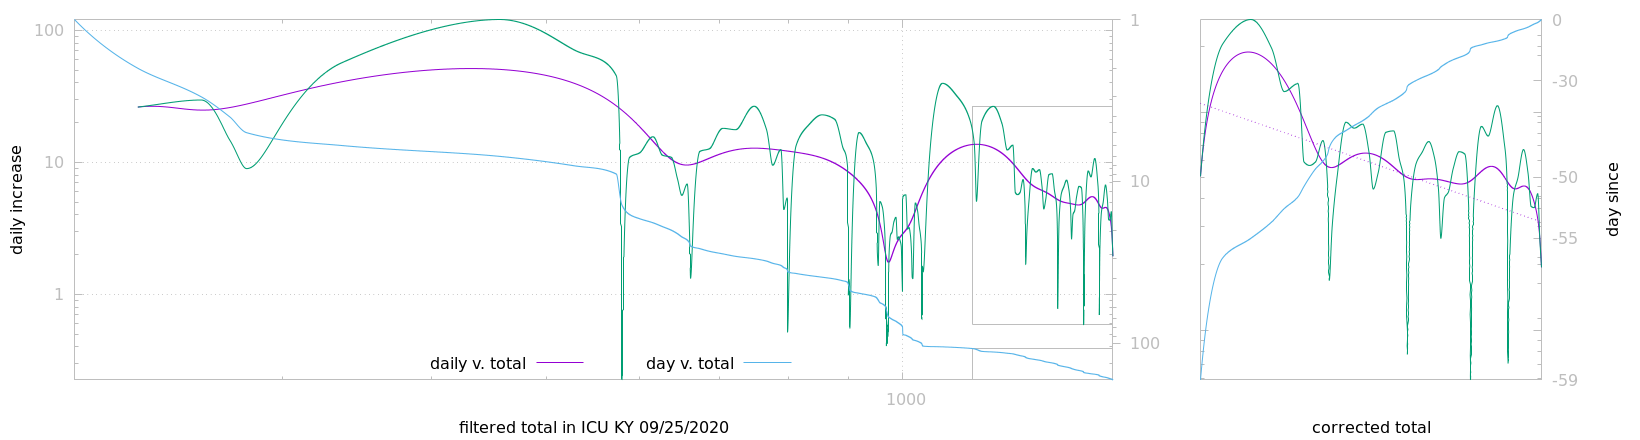 100
10
1
daily increase
daily v. total
day v. total
1
10
100
1000
filtered total in ICU KY 09/25/2020
0
-30
-50
-55
-59
day since
corrected total